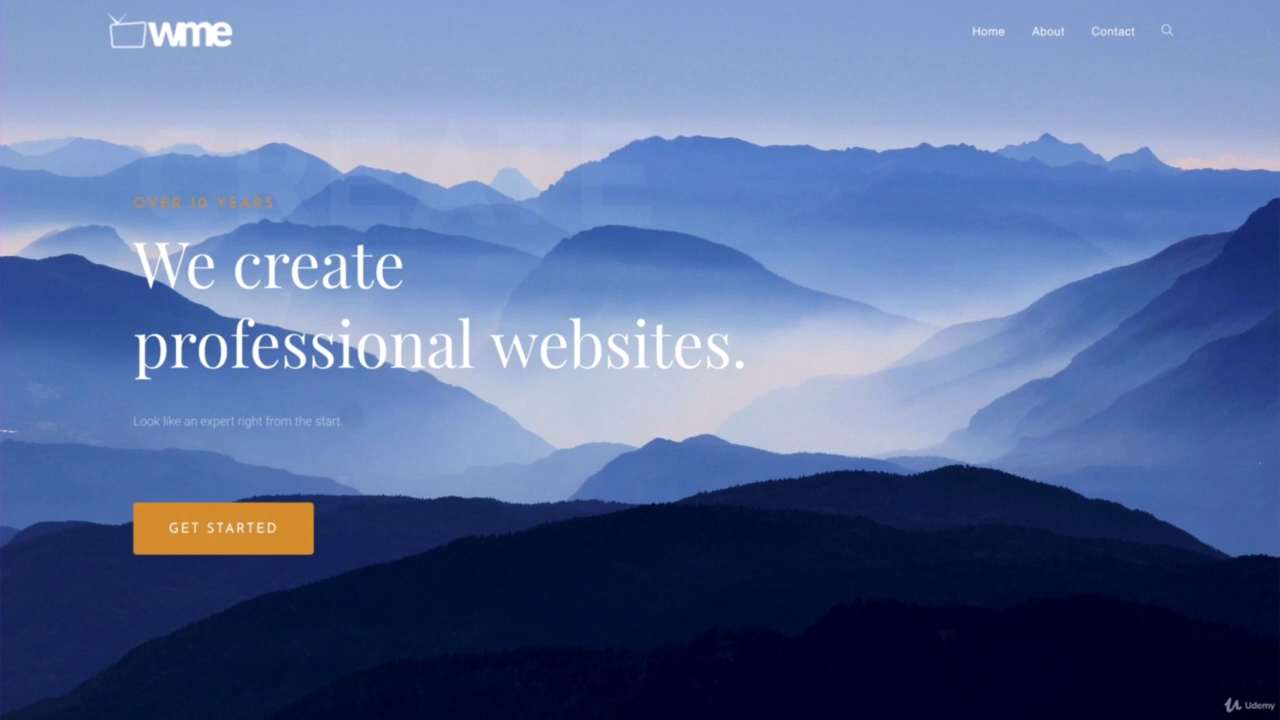 wme
Home About Contact
CREATE
OVER 10 YEARS
We create
professional websites.
Look like an expert right from the start.
GET STARTED
Udemy